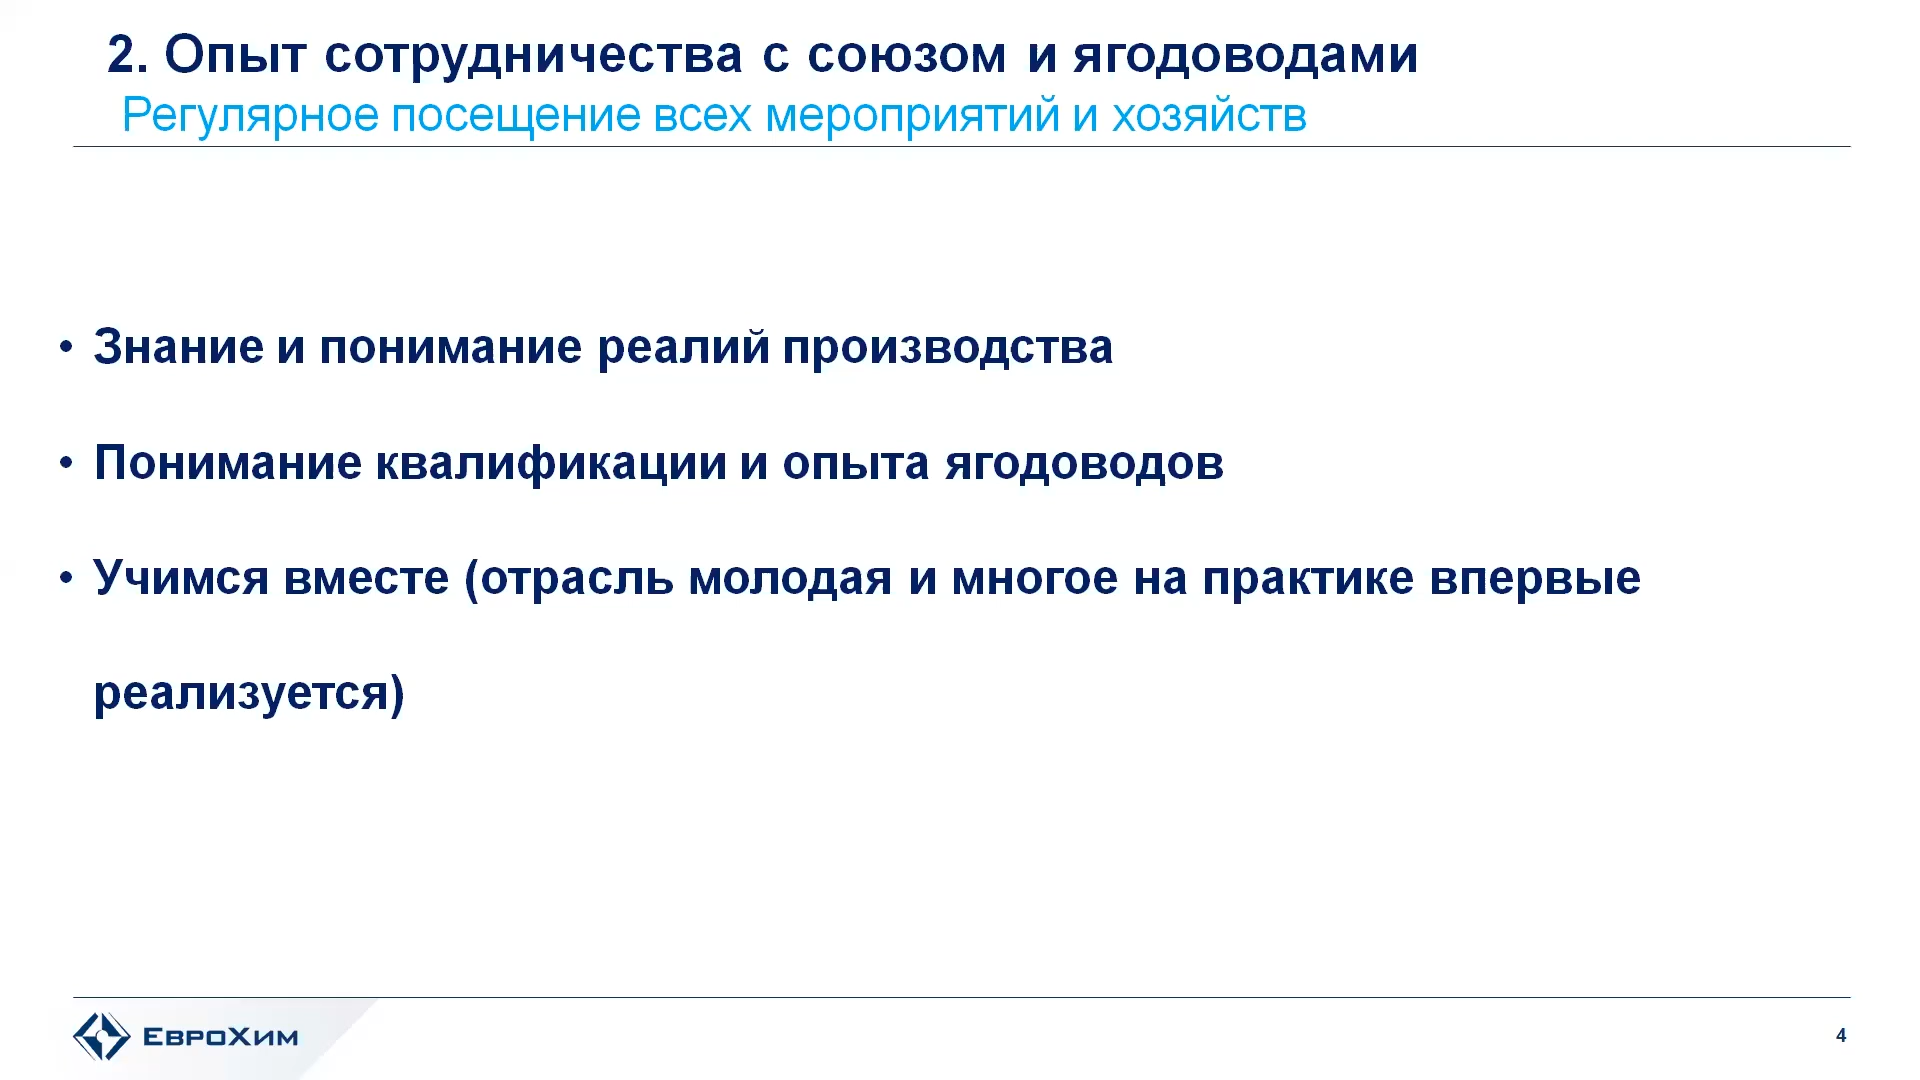 2. Опыт сотрудничества с союзом и ягодоводами
Регулярное посещение всех мероприятий и хозяйств
• Знание и понимание реалий производства
• Понимание квалификации и опыта ягодоводов
• Учимся вместе (отрасль молодая и многое на практике впервые
реализуется)
ЕВРОХИМ
4